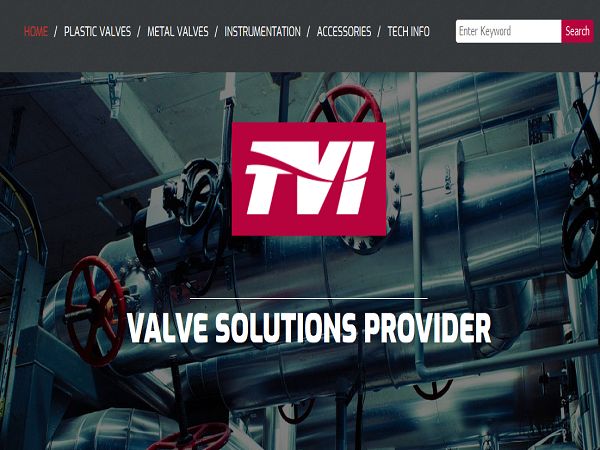 HOME / PLASTIC VALVES / METAL VALVES / INSTRUMENTATION / ACCESSORIES / TECH INFO
Enter Keyword Search
TVI
VALVE SOLUTIONS PROVIDER